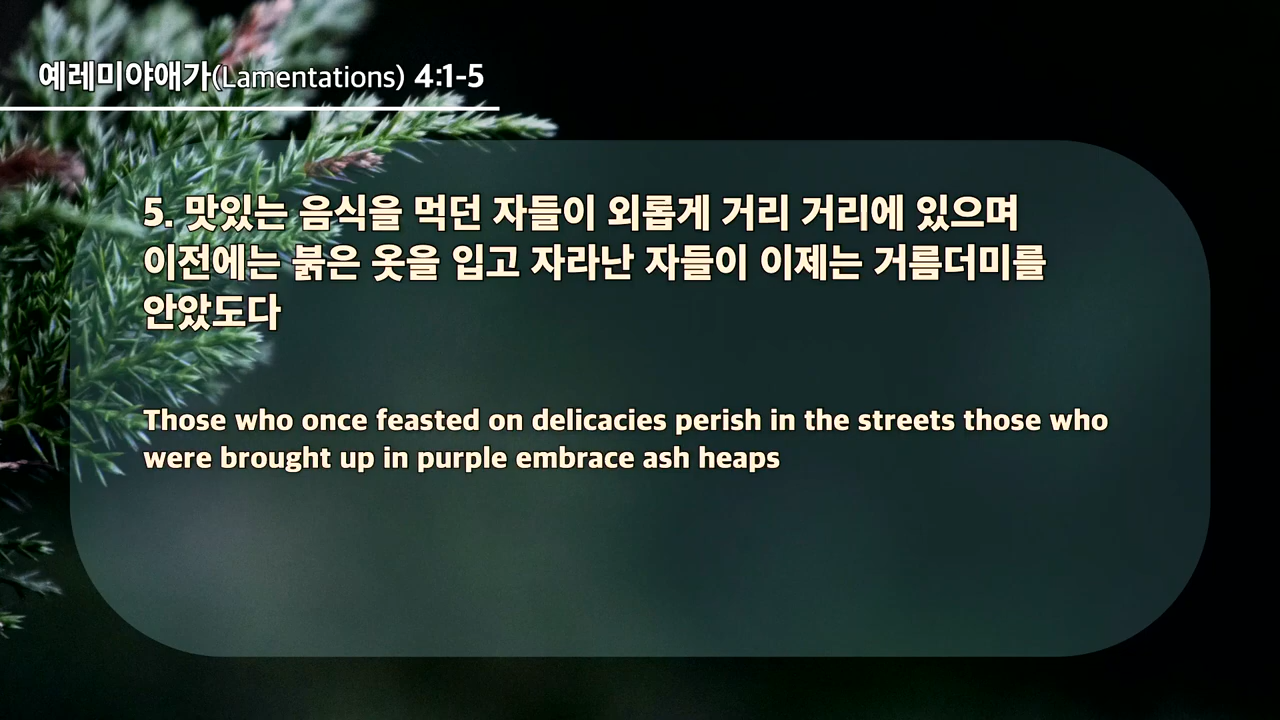 예레미야애가(Lamentations) 4:1-5
5. 맛있는 음식을 먹던 자들이 외롭게 거리 거리에 있으며
이전에는 붉은 옷을 입고 자라난 자들이 이제는 거름더미를
안았도다
Those who once feasted on delicacies perish in the streets those who
were brought up in purple embrace ash heaps